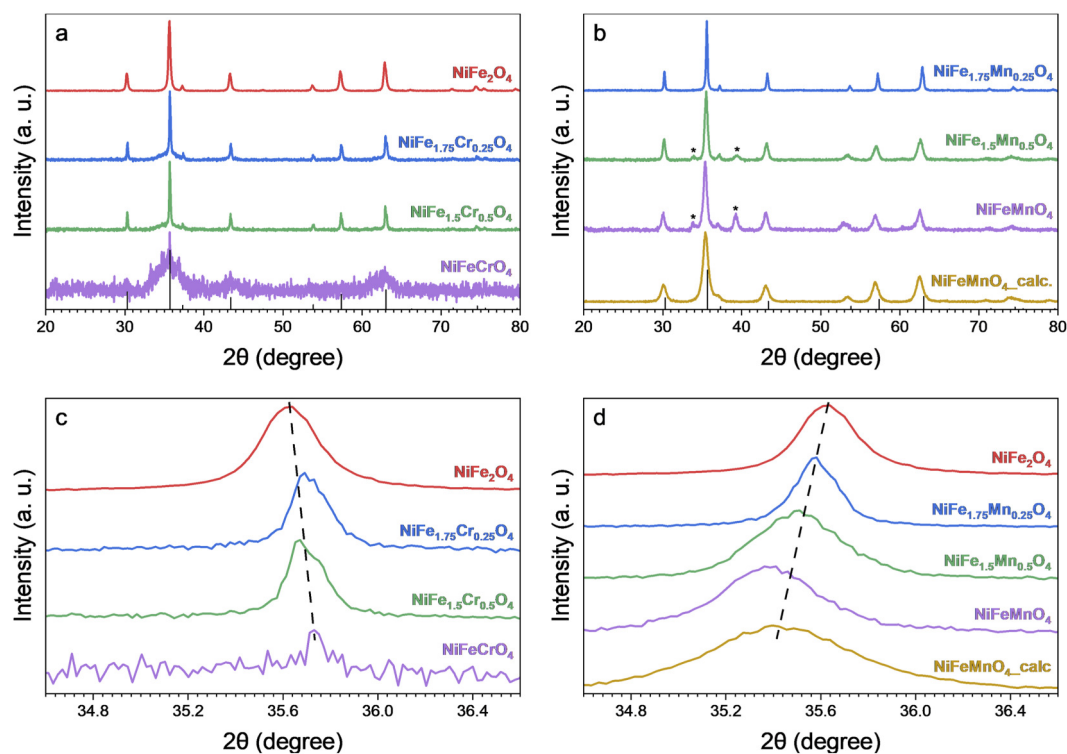 a
NiFe₂O₄
NiFe₁.₇₅Cr₀.₂₅O₄
NiFe₁.₅Cr₀.₅O₄
NiFeCrO₄
Intensity (a. u.)
20 30 40 50 60 70 80
2θ (degree)
b
NiFe₁.₇₅Mn₀.₂₅O₄
NiFe₁.₅Mn₀.₅O₄
* *
NiFeMnO₄
* *
NiFeMnO₄_calc.
Intensity (a. u.)
20 30 40 50 60 70 80
2θ (degree)
c
NiFe₂O₄
NiFe₁.₇₅Cr₀.₂₅O₄
NiFe₁.₅Cr₀.₅O₄
NiFeCrO₄
Intensity (a. u.)
34.8 35.2 35.6 36.0 36.4
2θ (degree)
d
NiFe₂O₄
NiFe₁.₇₅Mn₀.₂₅O₄
NiFe₁.₅Mn₀.₅O₄
NiFeMnO₄
NiFeMnO₄_calc
Intensity (a. u.)
34.8 35.2 35.6 36.0 36.4
2θ (degree)